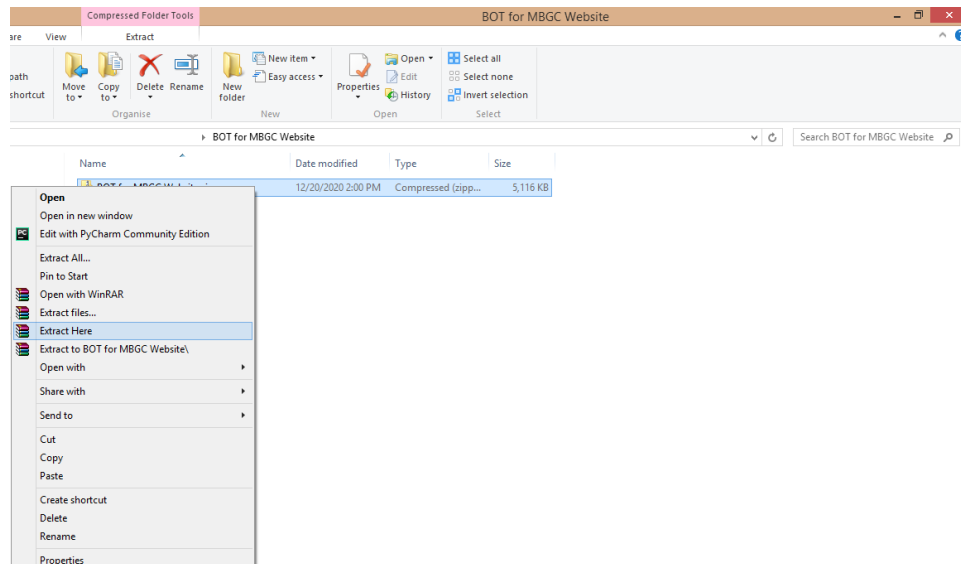 Compressed Folder Tools
BOT for MBGC Website
are
View
Extract
path
shortcut
Move to
Copy to
Delete
Rename
New folder
New item
Easy access
Properties
Open
Edit
History
Select all
Select none
Invert selection
Organise
New
Open
Select
BOT for MBGC Website
Search BOT for MBGC Website
Name
Date modified
Type
Size
12/20/2020 2:00 PM
Compressed (zipp...
5,116 KB
Open
Open in new window
Edit with PyCharm Community Edition
Extract All...
Pin to Start
Open with WinRAR
Extract files...
Extract Here
Extract to BOT for MBGC Website\
Open with
Share with
Send to
Cut
Copy
Paste
Create shortcut
Delete
Rename
Properties